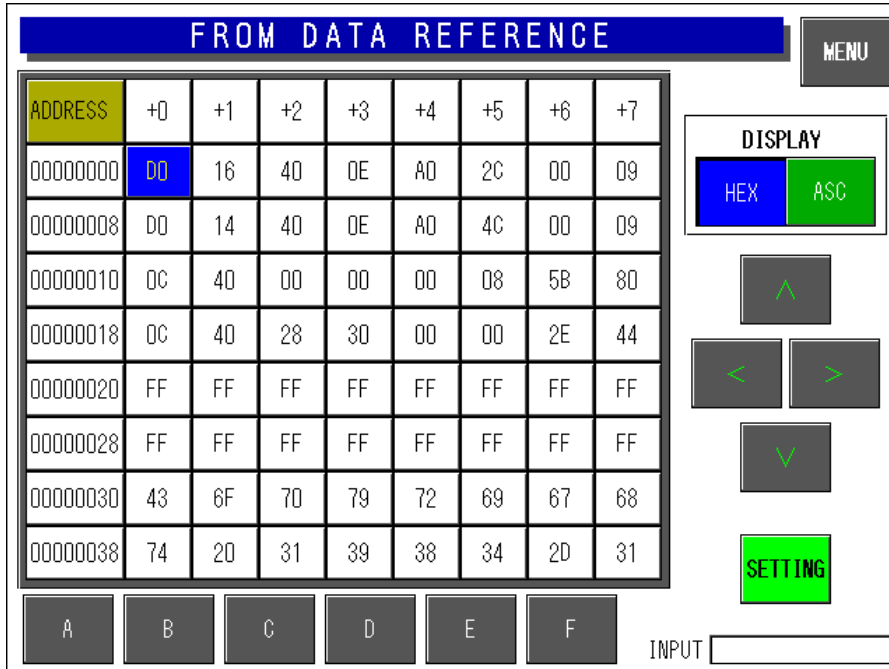 FROM DATA REFERENCE
MENU
ADDRESS +0 +1 +2 +3 +4 +5 +6 +7
00000000 D0 16 40 0E A0 2C 00 09
00000008 D0 14 40 0E A0 4C 00 09
00000010 0C 40 00 00 00 08 5B 80
00000018 0C 40 28 30 00 00 2E 44
00000020 FF FF FF FF FF FF FF FF
00000028 FF FF FF FF FF FF FF FF
00000030 43 6F 70 79 72 69 67 68
00000038 74 20 31 39 38 34 2D 31
DISPLAY
HEX ASC
^
< >
V
SETTING
A B C D E F
INPUT